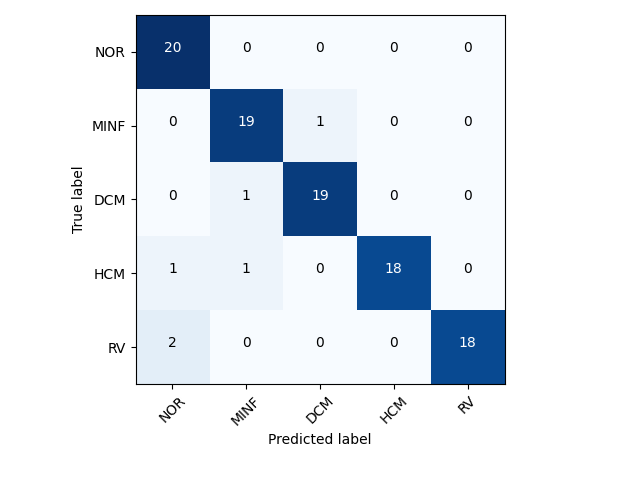 NOR 20 0 0 0 0
MINF 0 19 1 0 0
DCM 0 1 19 0 0
HCM 1 1 0 18 0
RV 2 0 0 0 18
True label
NOR MINF DCM HCM RV
Predicted label